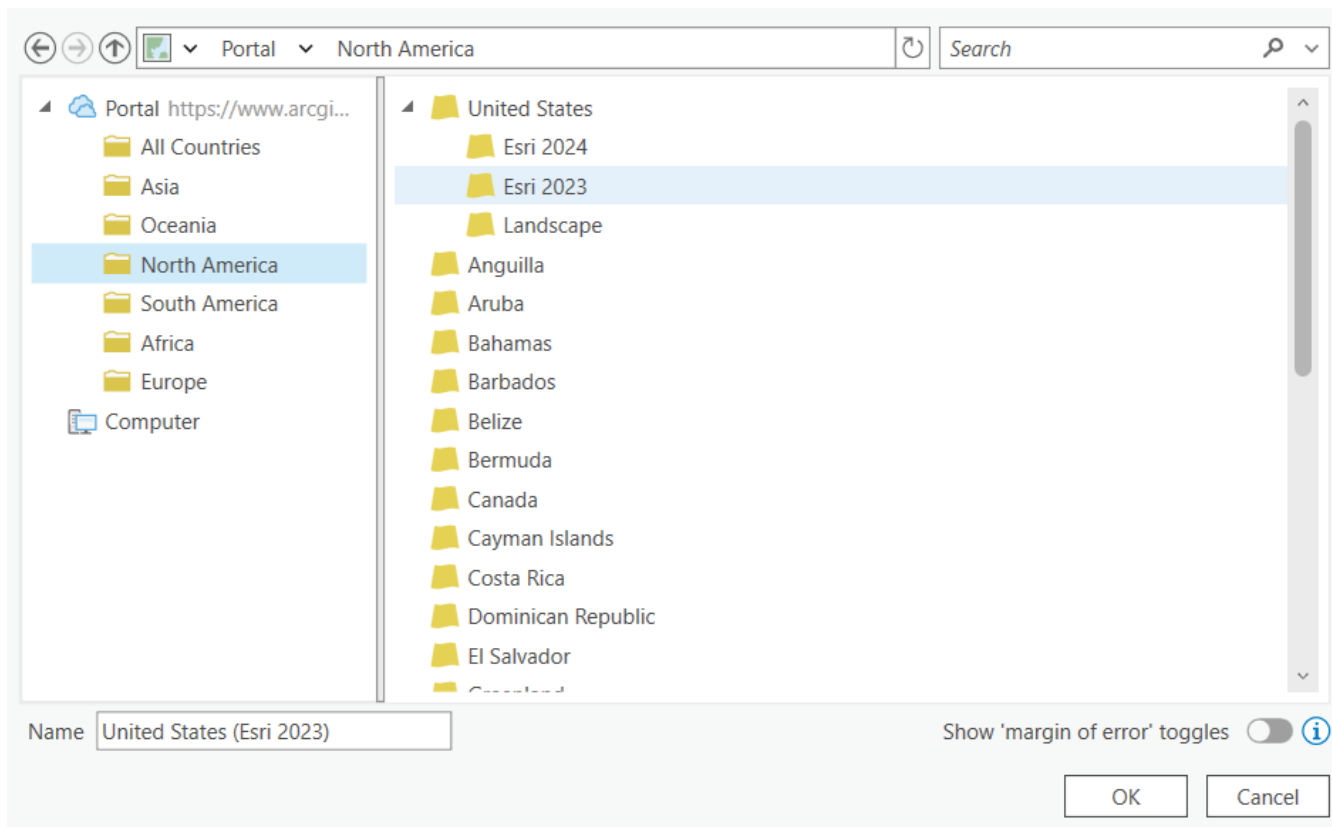 Portal North America
Search
Portal https://www.arcgi...
All Countries
Asia
Oceania
North America
South America
Africa
Europe
Computer
United States
Esri 2024
Esri 2023
Landscape
Anguilla
Aruba
Bahamas
Barbados
Belize
Bermuda
Canada
Cayman Islands
Costa Rica
Dominican Republic
El Salvador
Name United States (Esri 2023)
Show 'margin of error' toggles
OK Cancel